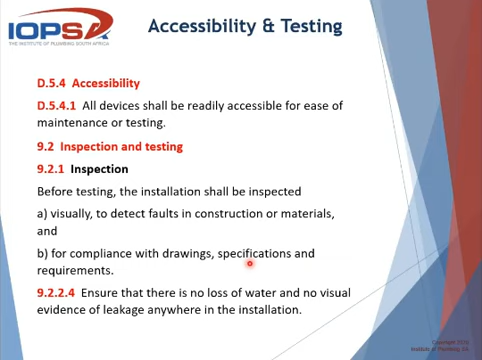 IOPSA
THE INSTITUTE OF PLUMBING SOUTH AFRICA
Accessibility & Testing
D.5.4 Accessibility
D.5.4.1 All devices shall be readily accessible for ease of
maintenance or testing.
9.2 Inspection and testing
9.2.1 Inspection
Before testing, the installation shall be inspected
a) visually, to detect faults in construction or materials,
and
b) for compliance with drawings, specifications and
requirements.
9.2.2.4 Ensure that there is no loss of water and no visual
evidence of leakage anywhere in the installation.
Institute of Plumbing SA